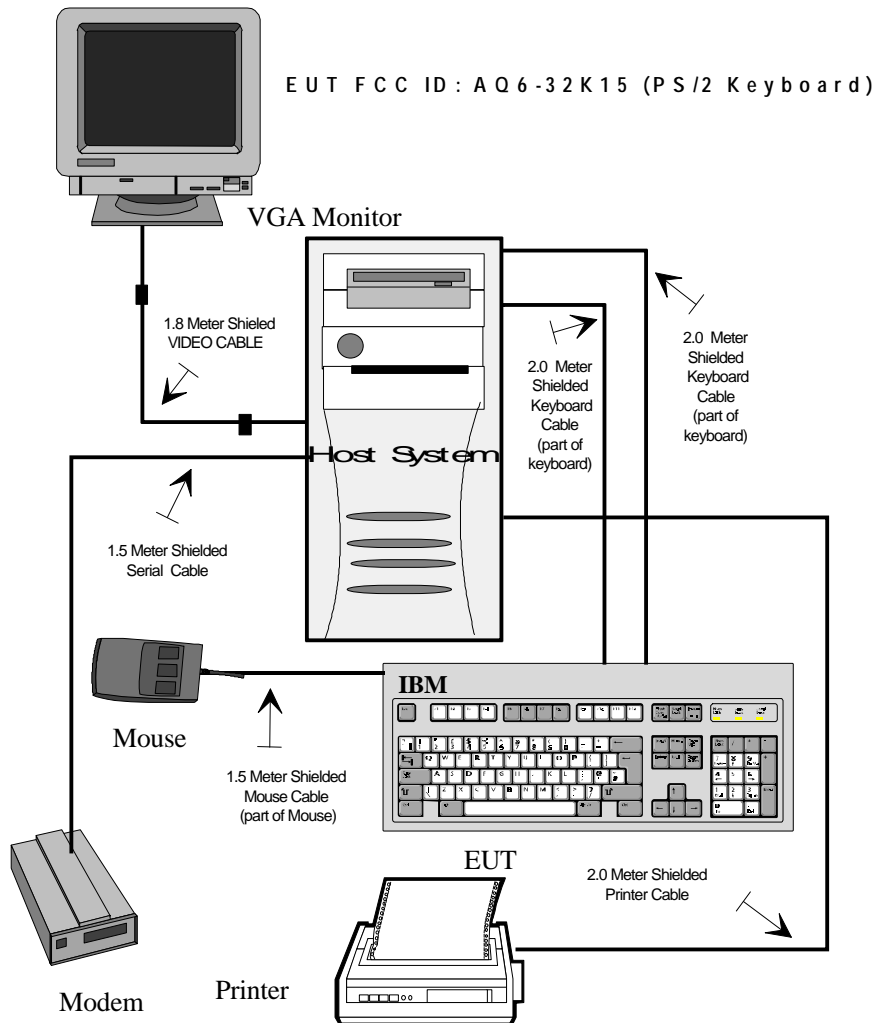 EUT FCC ID: AQ6-32K15 (PS/2 Keyboard)
VGA Monitor
1.8 Meter Shieled
VIDEO CABLE
2.0 Meter
Shielded
Keyboard
Cable
(part of
keyboard)
2.0 Meter
Shielded
Keyboard
Cable
(part of
keyboard)
Host System
1.5 Meter Shielded
Serial Cable
IBM
Mouse
1.5 Meter Shielded
Mouse Cable
(part of Mouse)
Q W E R T Y U I O P
A S D F G H J K L
Z X C V B N M
EUT
2.0 Meter Shielded
Printer Cable
Modem
Printer